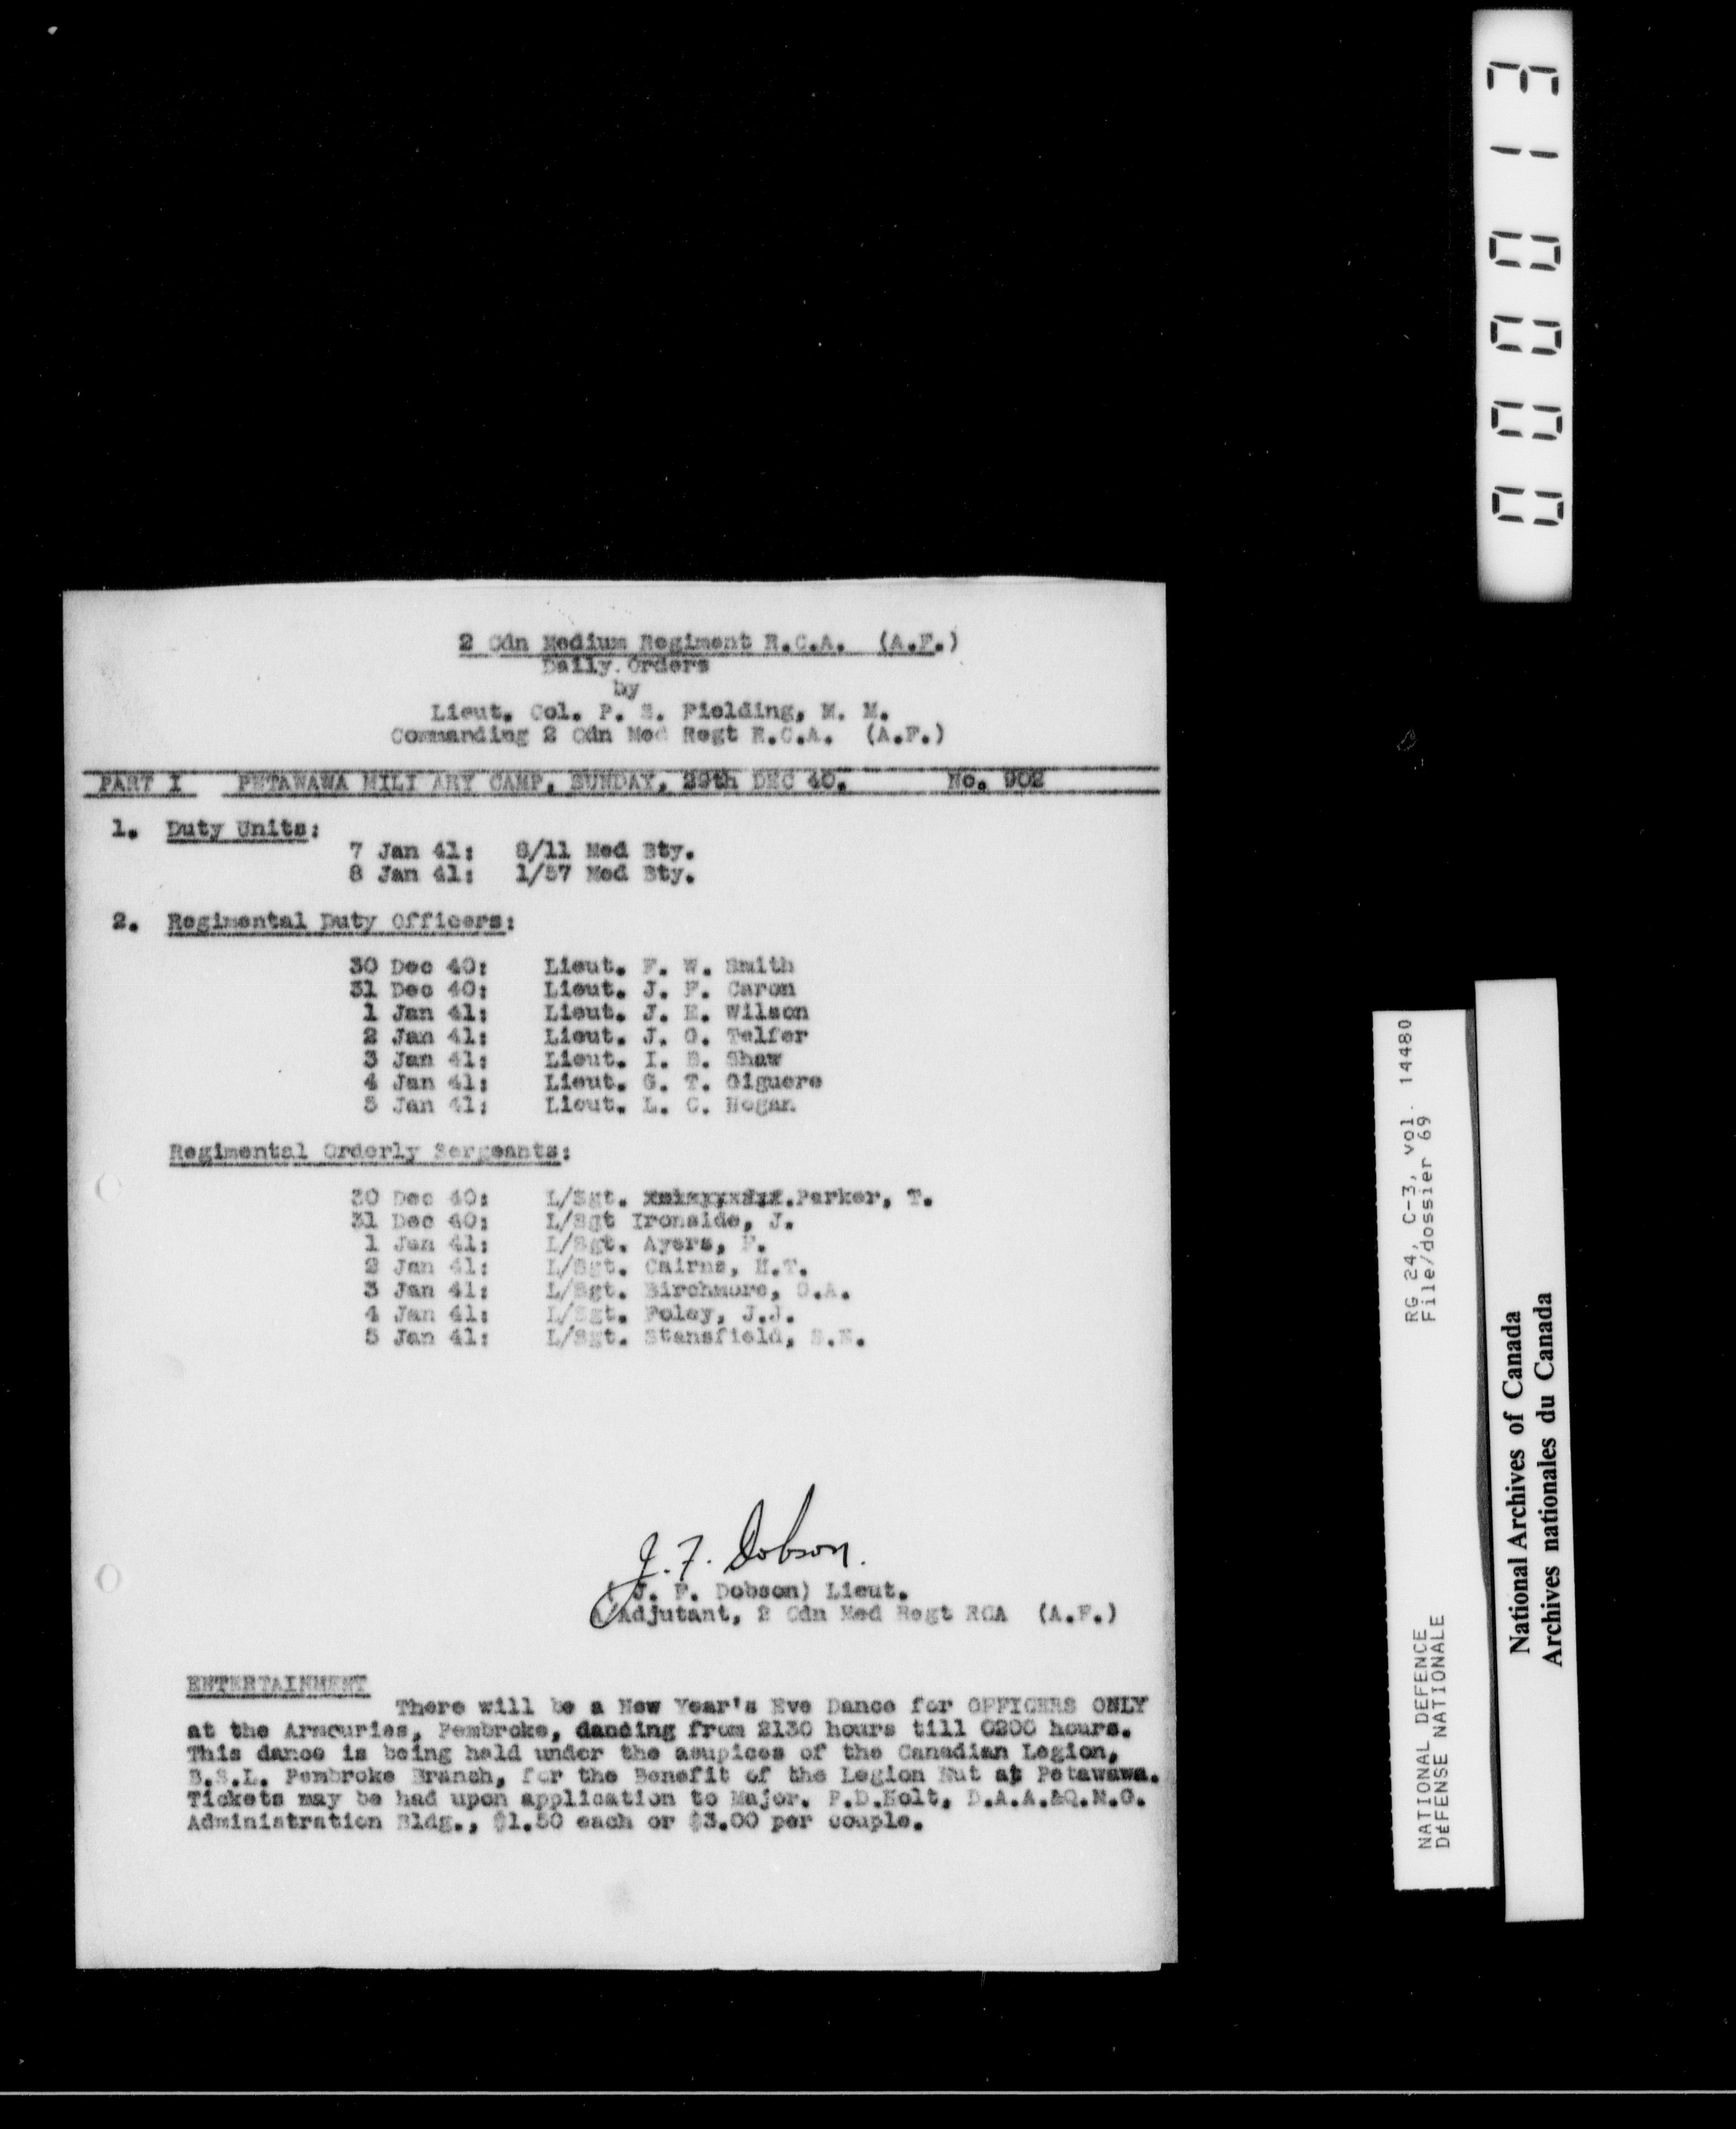 2 Cdn Medium Regiment R.C.A. (A.F.)
Daily Orders
by
Lieut. Col. P. S. Fielding, M. M.
Commanding 2 Cdn Med Regt R.C.A. (A.F.)
PART I PETAWAWA MILI ARY CAMP, SUNDAY, 29th DEC 40. No. 902
1. Duty Units:
7 Jan 41: 8/11 Med Bty.
8 Jan 41: 1/57 Med Bty.
2. Regimental Duty Officers:
30 Dec 40: Lieut. F. W. Smith
31 Dec 40: Lieut. J. F. Caron
1 Jan 41: Lieut. J. E. Wilson
2 Jan 41: Lieut. J. G. Telfer
3 Jan 41: Lieut. I. B. Shaw
4 Jan 41: Lieut. G. T. Giguere
5 Jan 41: Lieut. L. C. Hogan
Regimental Orderly Sergeants:
30 Dec 40: L/Sgt. Parker, T.
31 Dec 40: L/Sgt Ironside, J.
1 Jan 41: L/Sgt. Ayers, F.
2 Jan 41: L/Sgt. Cairns, H.T.
3 Jan 41: L/Sgt. Birchmore, G.A.
4 Jan 41: L/Sgt. Foley, J.J.
5 Jan 41: L/Sgt. Stansfield,
J. F. Dobson.
( J. F. Dobson) Lieut.
Adjutant, 2 Cdn Med Regt RCA (A.F.)
ENTERTAINMENT
There will be a New Year's Eve Dance for OFFICERS ONLY
at the Armouries, Pembroke, dancing from 2130 hours till 0200 hours.
This dance is being held under the asupices of the Canadian Legion,
B.S.L. Pembroke Branch, for the Benefit of the Legion Hut at Petawawa.
Tickets may be had upon application to Major. P.D.Holt, D.A.A.&Q.M.G.
Administration Bldg., $1.50 each or $3.00 per couple.
000013
NATIONAL DEFENCE RG 24, C-3, vol. 14480
DÉFENSE NATIONALE File/dossier 69
National Archives of Canada
Archives nationales du Canada